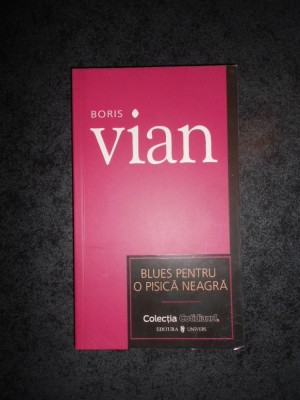 BORIS
vian
BLUES PENTRU
O PISICĂ NEAGRĂ
Colecția Cotidianul
EDITURA UNIVERS